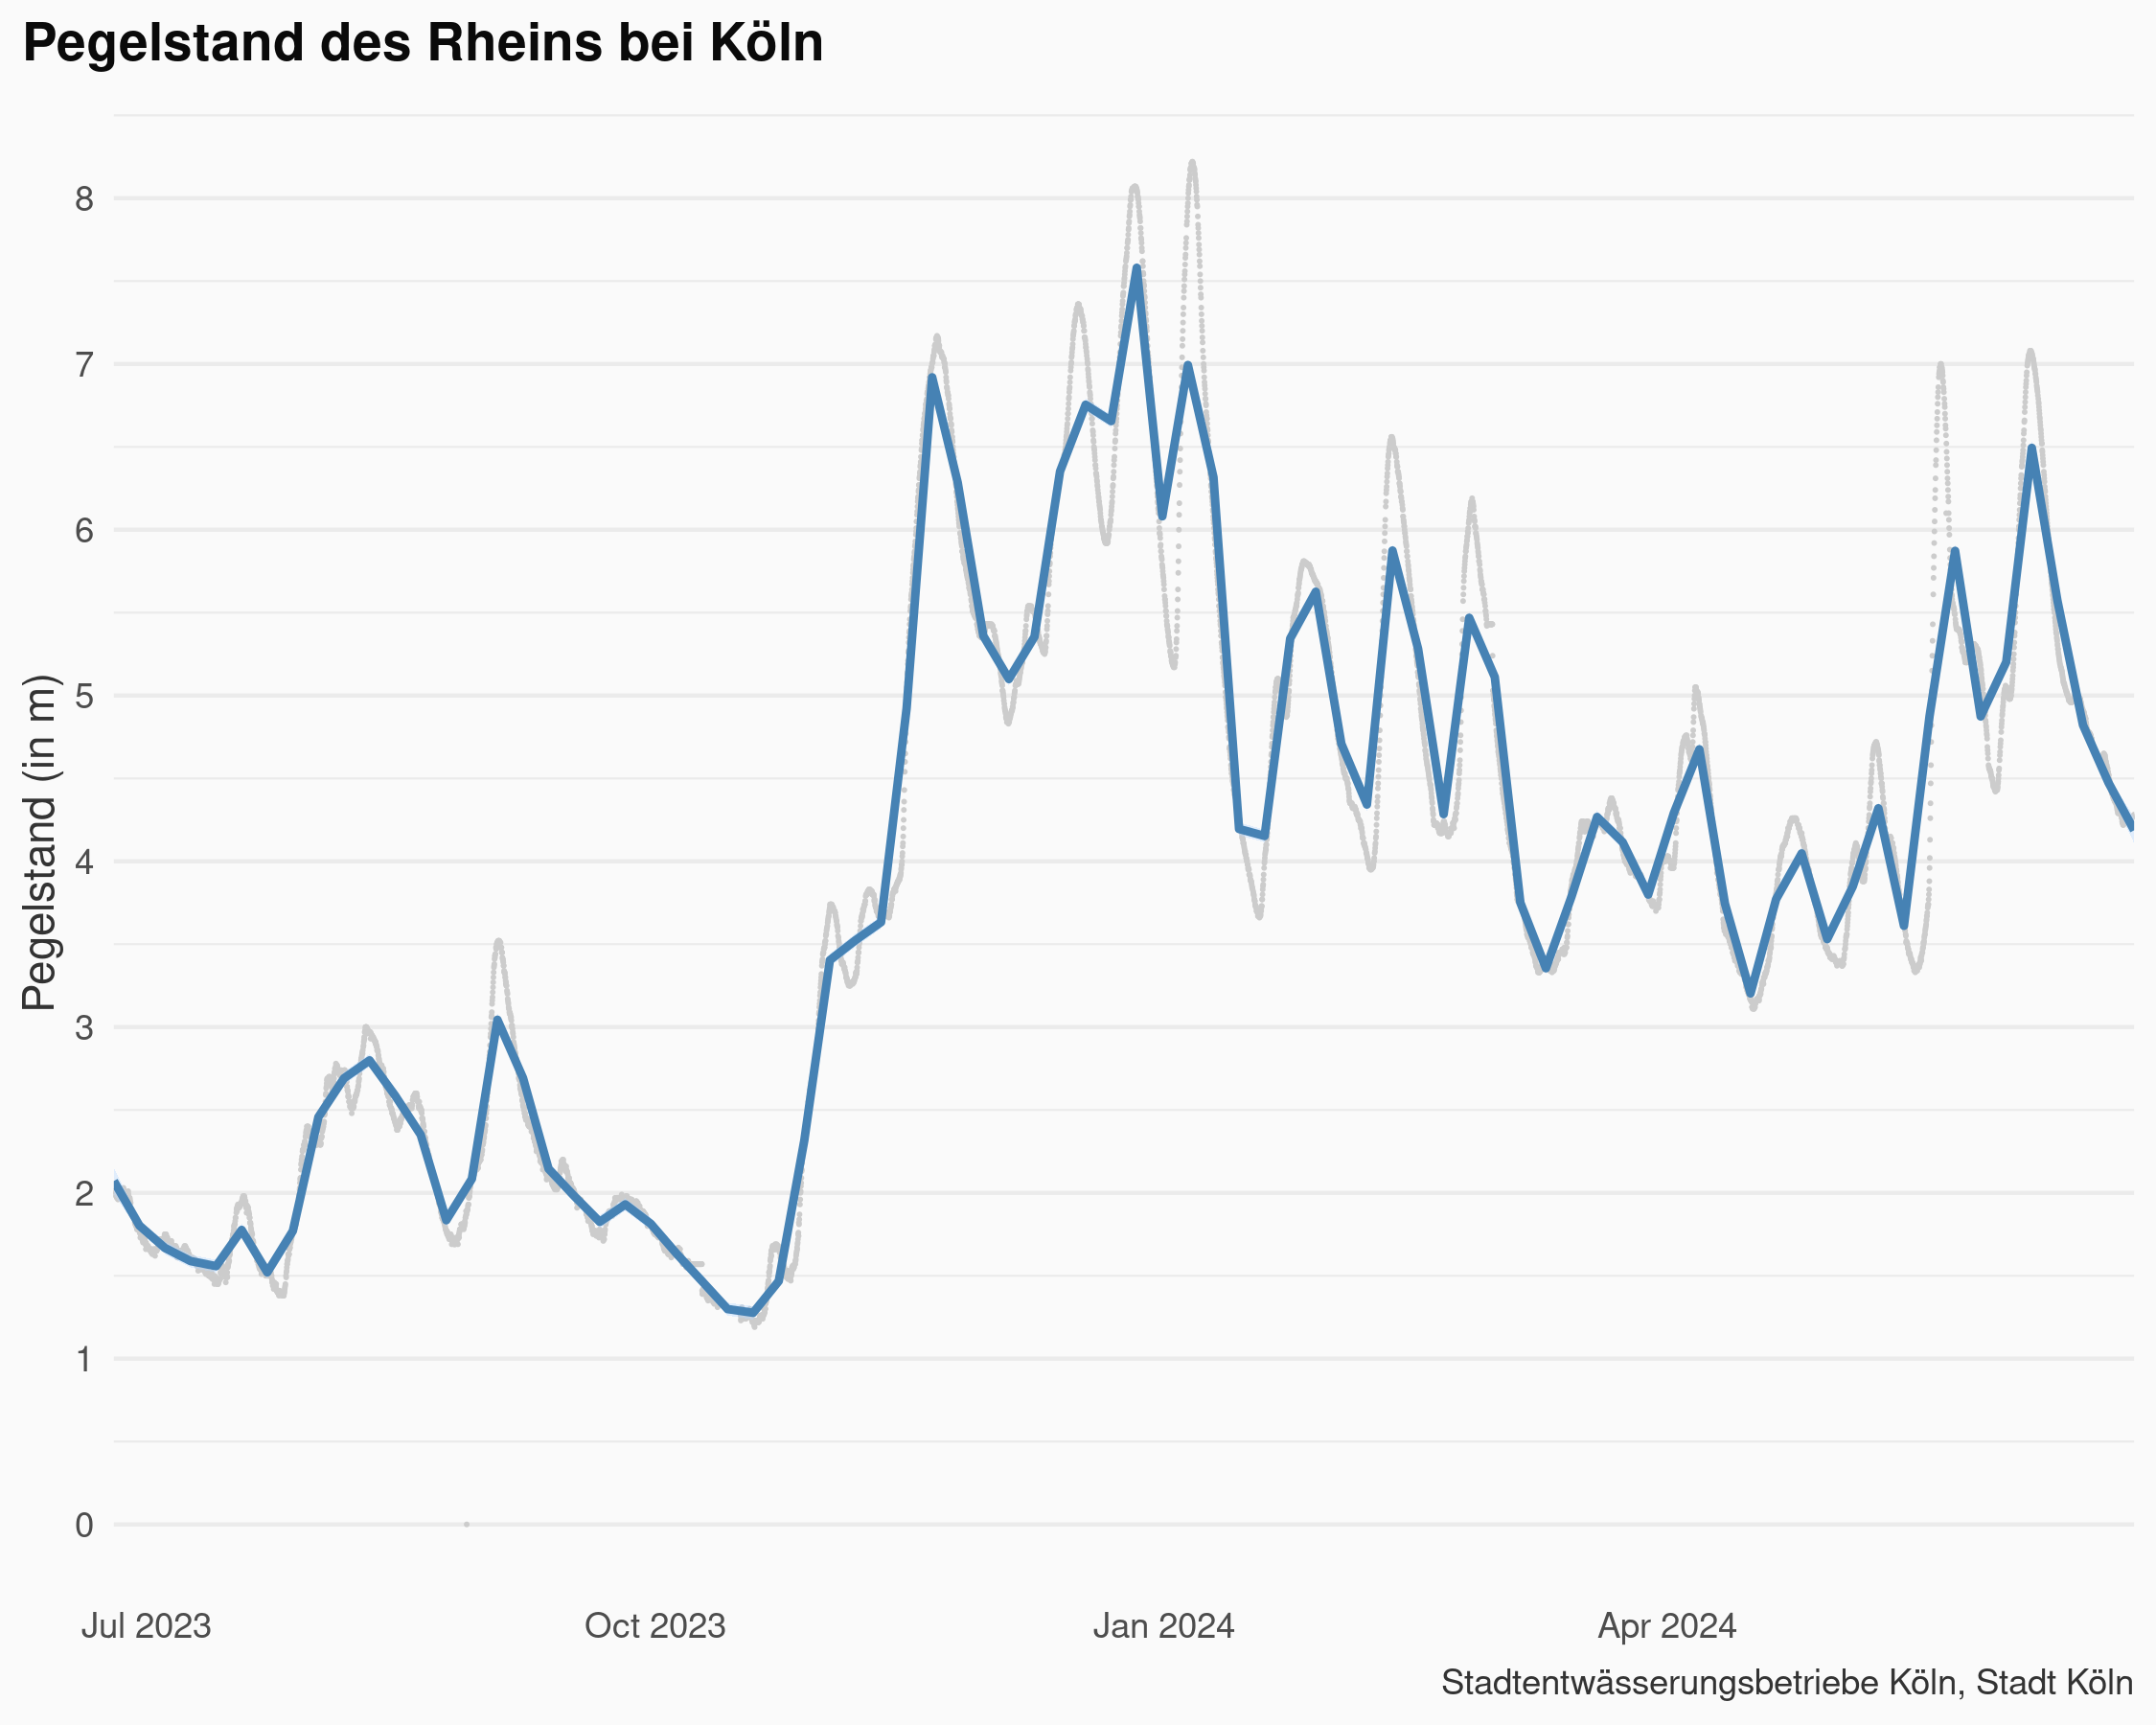 Pegelstand des Rheins bei Köln
Pegelstand (in m)
8
7
6
5
4
3
2
1
0
Jul 2023
Oct 2023
Jan 2024
Apr 2024
Stadtentwässerungsbetriebe Köln, Stadt Köln